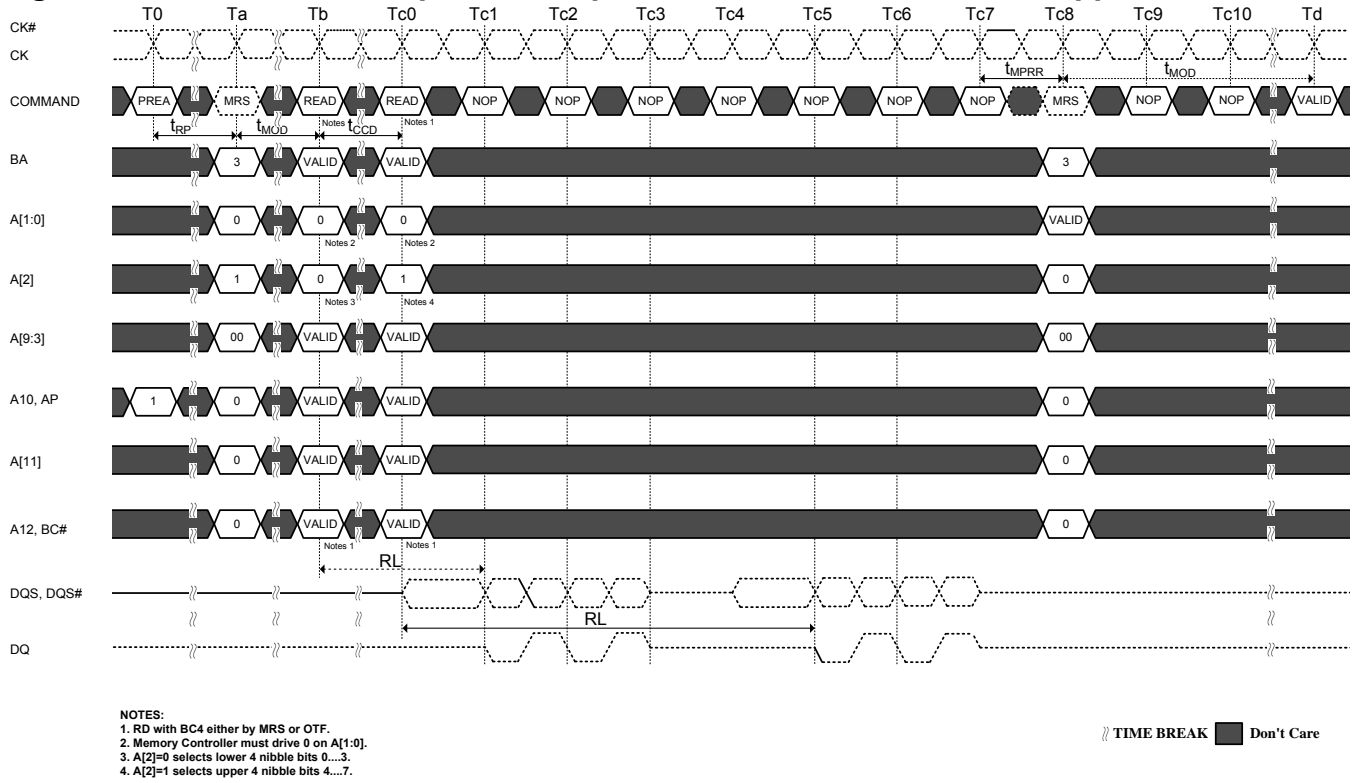 T0 Ta Tb Tc0 Tc1 Tc2 Tc3 Tc4 Tc5 Tc6 Tc7 Tc8 Tc9 Tc10 Td
CK#
CK
tMPRR tMOD
COMMAND PREA MRS READ READ NOP NOP NOP NOP NOP NOP NOP MRS NOP NOP VALID
Notes 1 Notes 1
tRP tMOD tCCD
BA 3 VALID VALID 3
A[1:0] 0 0 0 VALID
Notes 2 Notes 2
A[2] 1 0 1 0
Notes 3 Notes 4
A[9:3] 00 VALID VALID 00
A10, AP 1 0 VALID VALID 0
A[11] 0 VALID VALID 0
A12, BC# 0 VALID VALID 0
Notes 1 Notes 1
RL
DQS, DQS#
RL
DQ
NOTES:
1. RD with BC4 either by MRS or OTF.
2. Memory Controller must drive 0 on A[1:0].
3. A[2]=0 selects lower 4 nibble bits 0....3.
4. A[2]=1 selects upper 4 nibble bits 4....7.
TIME BREAK Don't Care